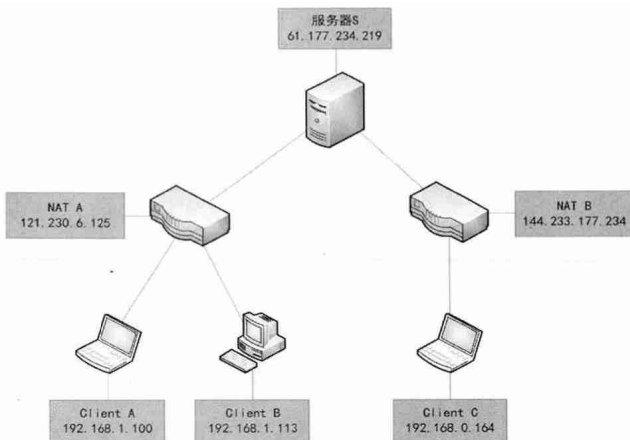 服务器S
61.177.234.219
NAT A
121.230.6.125
NAT B
144.233.177.234
Client A
192.168.1.100
Client B
192.168.1.113
Client C
192.168.0.164